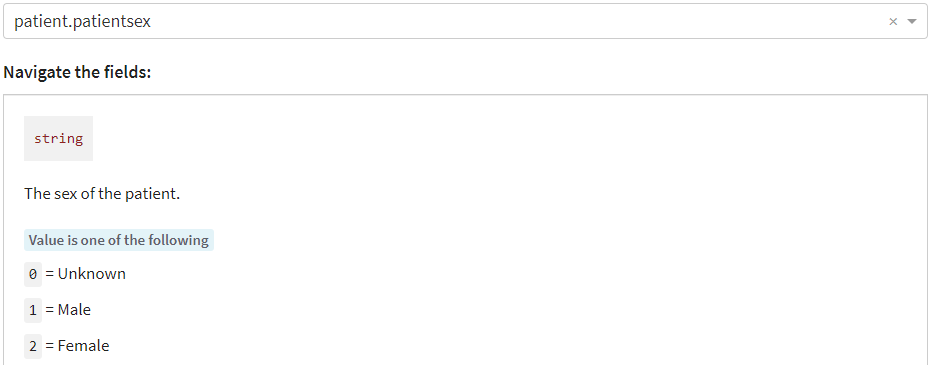 patient.patientsex
Navigate the fields:
string
The sex of the patient.
Value is one of the following
0 = Unknown
1 = Male
2 = Female